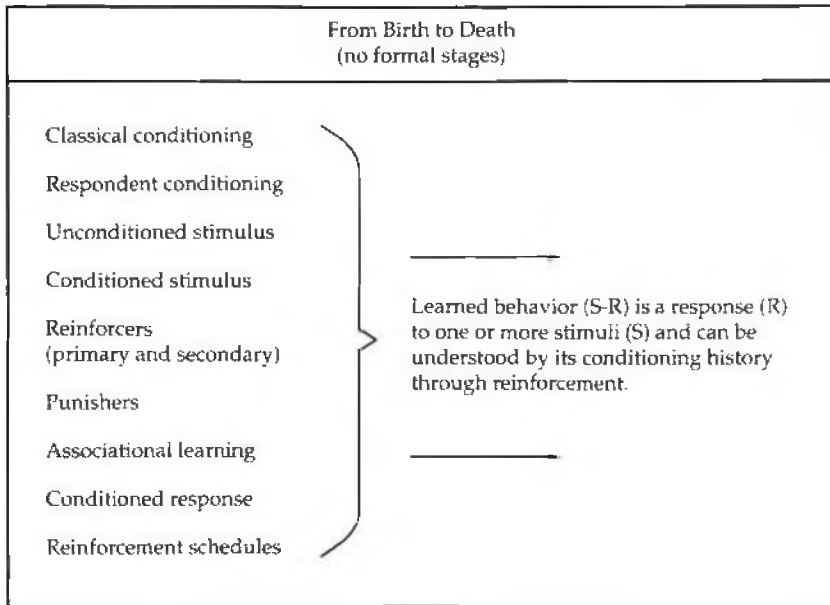 From Birth to Death
(no formal stages)
Classical conditioning
Respondent conditioning
Unconditioned stimulus
Conditioned stimulus
Reinforcers
(primary and secondary)
Punishers
Associational learning
Conditioned response
Reinforcement schedules
Learned behavior (S-R) is a response (R)
to one or more stimuli (S) and can be
understood by its conditioning history
through reinforcement.